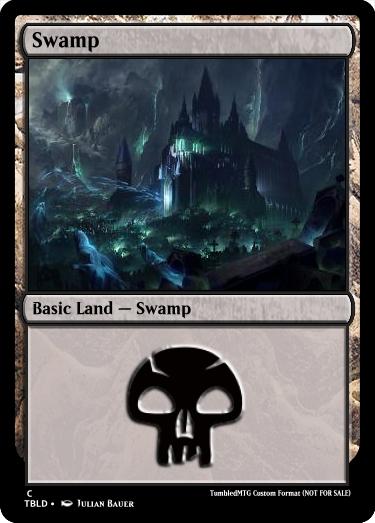 Swamp
Basic Land — Swamp
C
TBLD • Julian Bauer
TumbledMTG Custom Format (NOT FOR SALE)